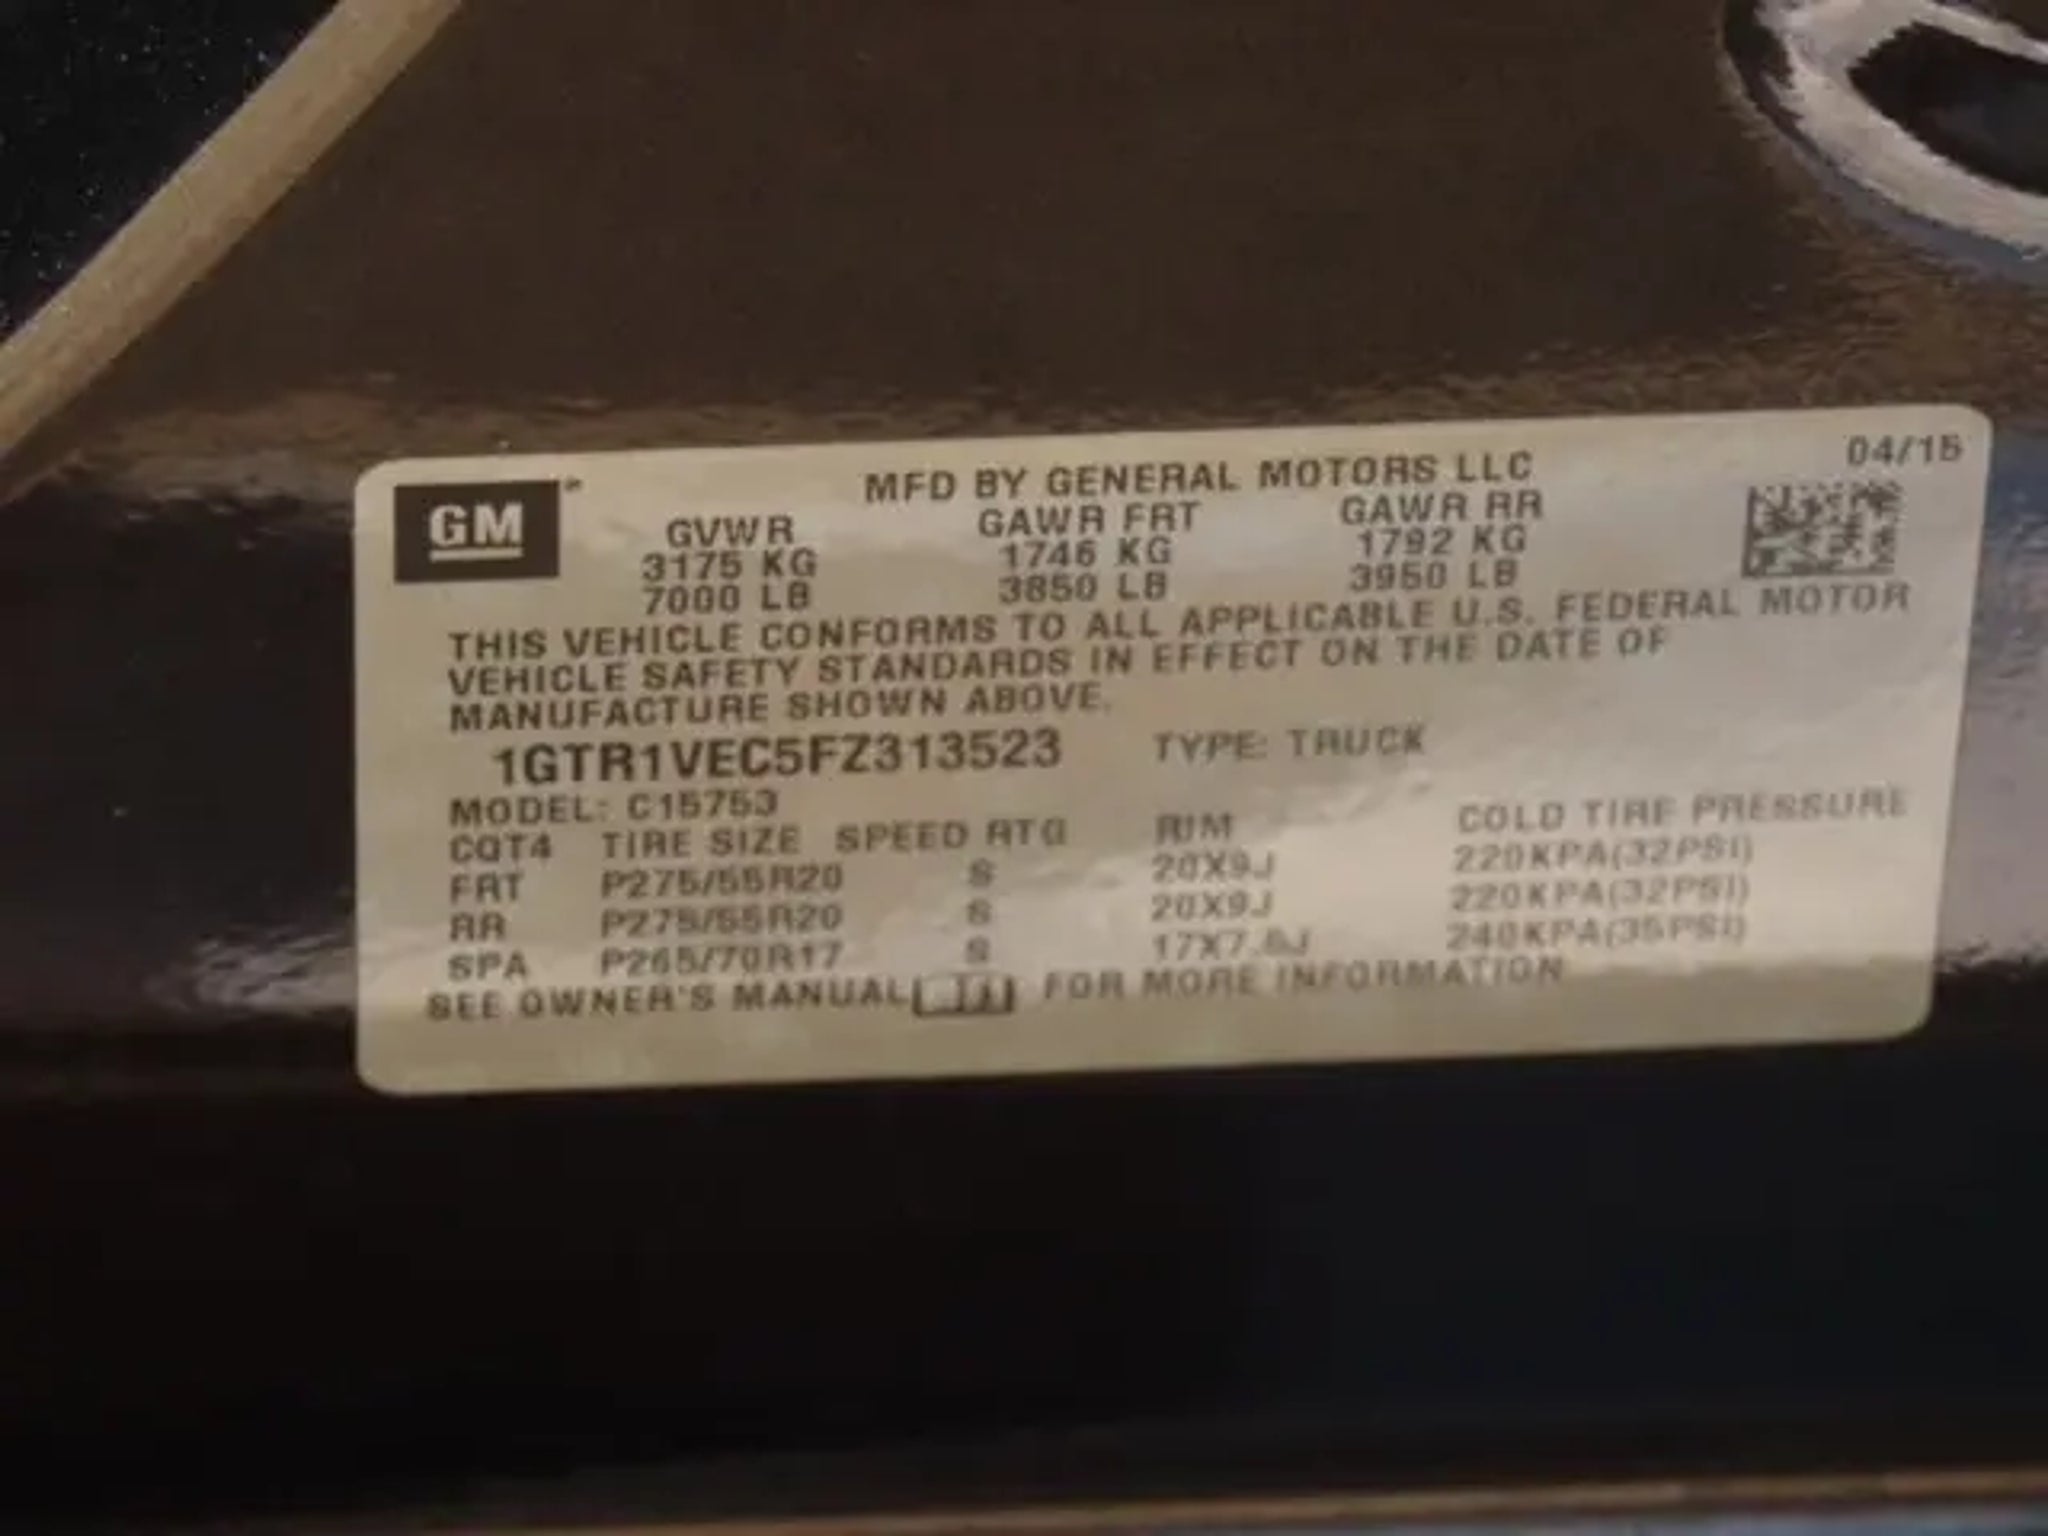 04/15
MFD BY GENERAL MOTORS LLC
GM
GVWR GAWR FRT GAWR RR
3175 KG 1746 KG 1792 KG
7000 LB 3850 LB 3950 LB
THIS VEHICLE CONFORMS TO ALL APPLICABLE U.S. FEDERAL MOTOR
VEHICLE SAFETY STANDARDS IN EFFECT ON THE DATE OF
MANUFACTURE SHOWN ABOVE.
1GTR1VEC5FZ313523 TYPE: TRUCK
MODEL: C15753
CQT4 TIRE SIZE SPEED RTG RIM COLD TIRE PRESSURE
FRT P275/55R20 S 20X9J 220KPA(32PSI)
RR P275/55R20 S 20X9J 220KPA(32PSI)
SPA P265/70R17 S 17X7.5J 240KPA(35PSI)
SEE OWNER'S MANUAL FOR MORE INFORMATION